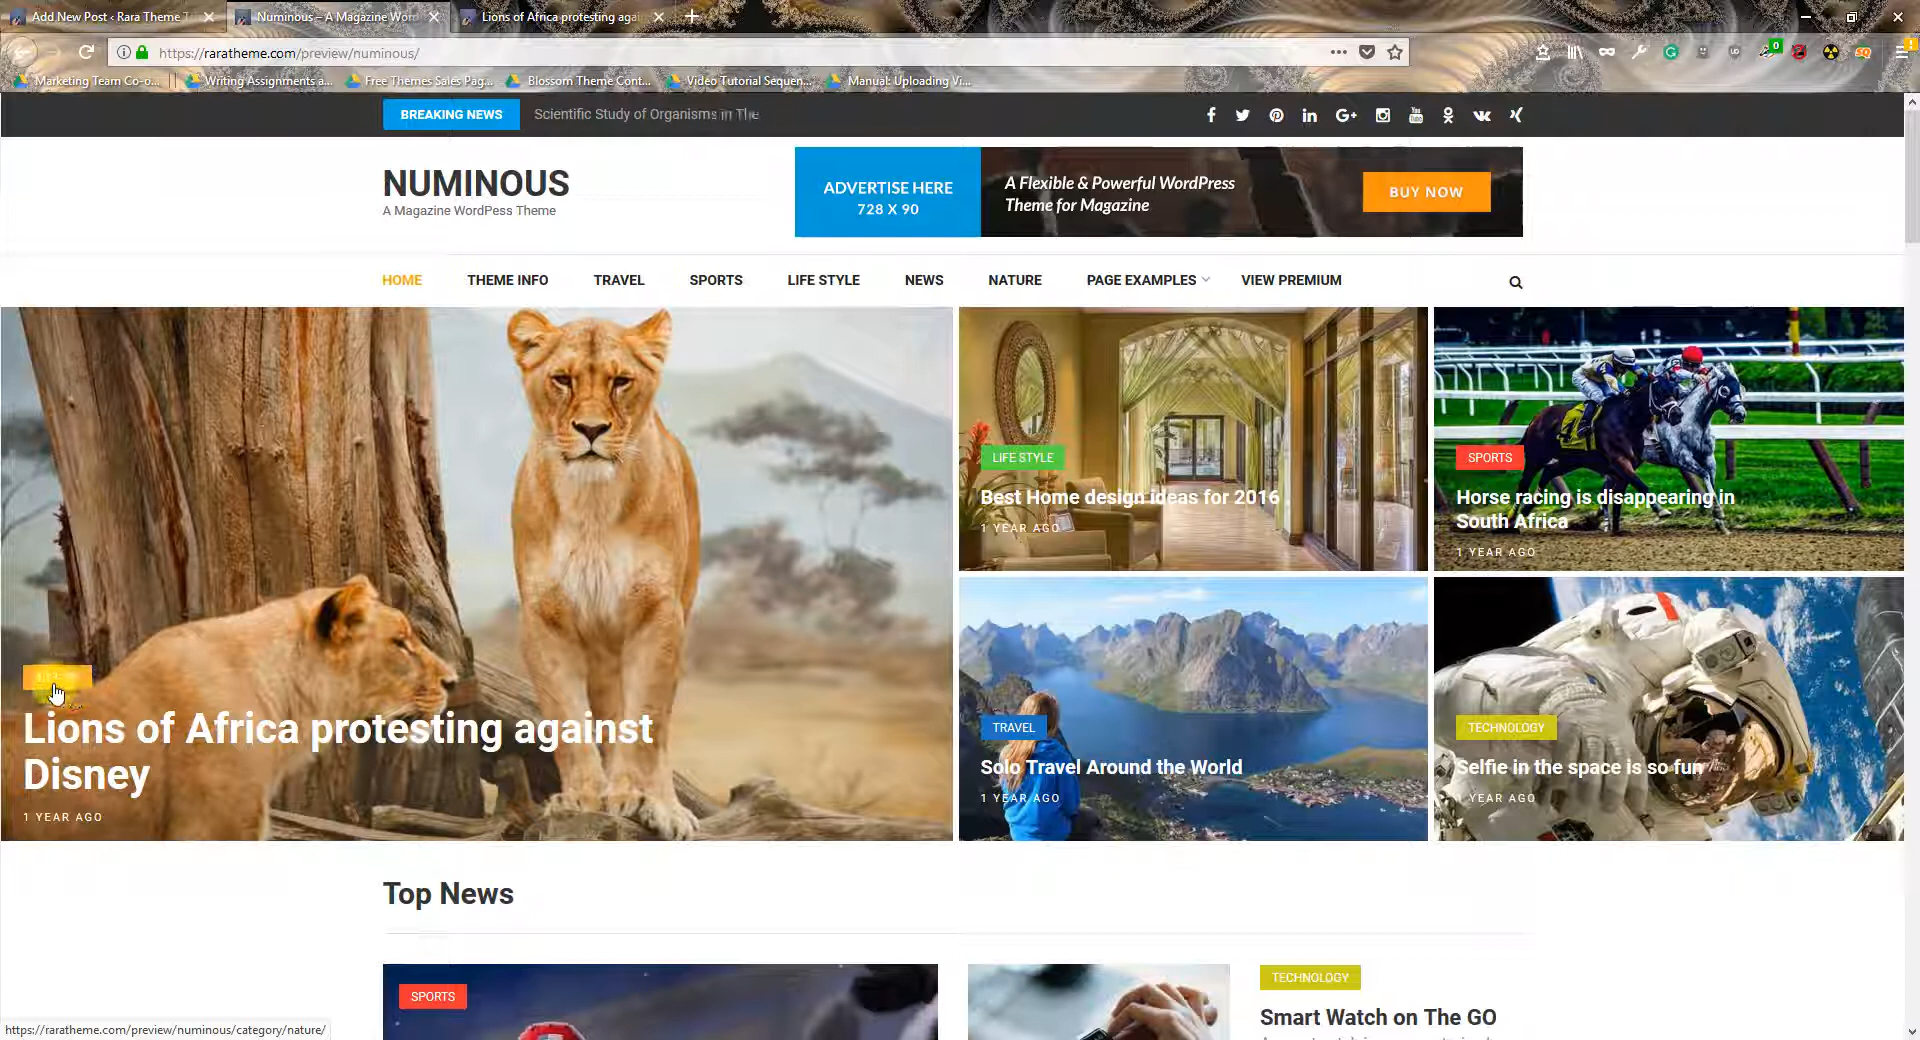 Add New Post ‹ Rara Theme T
Numinous – A Magazine Wor
Lions of Africa protesting agai
https://raratheme.com/preview/numinous/
0
Marketing Team Co-o...
Writing Assignments a...
Free Themes Sales Pag...
Blossom Theme Cont...
Video Tutorial Sequen...
Manual: Uploading Vi...
BREAKING NEWS
Scientific Study of Organisms in The
NUMINOUS
A Magazine WordPess Theme
ADVERTISE HERE
728 X 90
A Flexible & Powerful WordPress
Theme for Magazine
BUY NOW
HOME
THEME INFO
TRAVEL
SPORTS
LIFE STYLE
NEWS
NATURE
PAGE EXAMPLES
VIEW PREMIUM
Lions of Africa protesting against
Disney
1 YEAR AGO
LIFE STYLE
Best Home design ideas for 2016
1 YEAR AGO
SPORTS
Horse racing is disappearing in
South Africa
1 YEAR AGO
TRAVEL
Solo Travel Around the World
1 YEAR AGO
TECHNOLOGY
Selfie in the space is so fun
1 YEAR AGO
Top News
SPORTS
TECHNOLOGY
Smart Watch on The GO
https://raratheme.com/preview/numinous/category/nature/